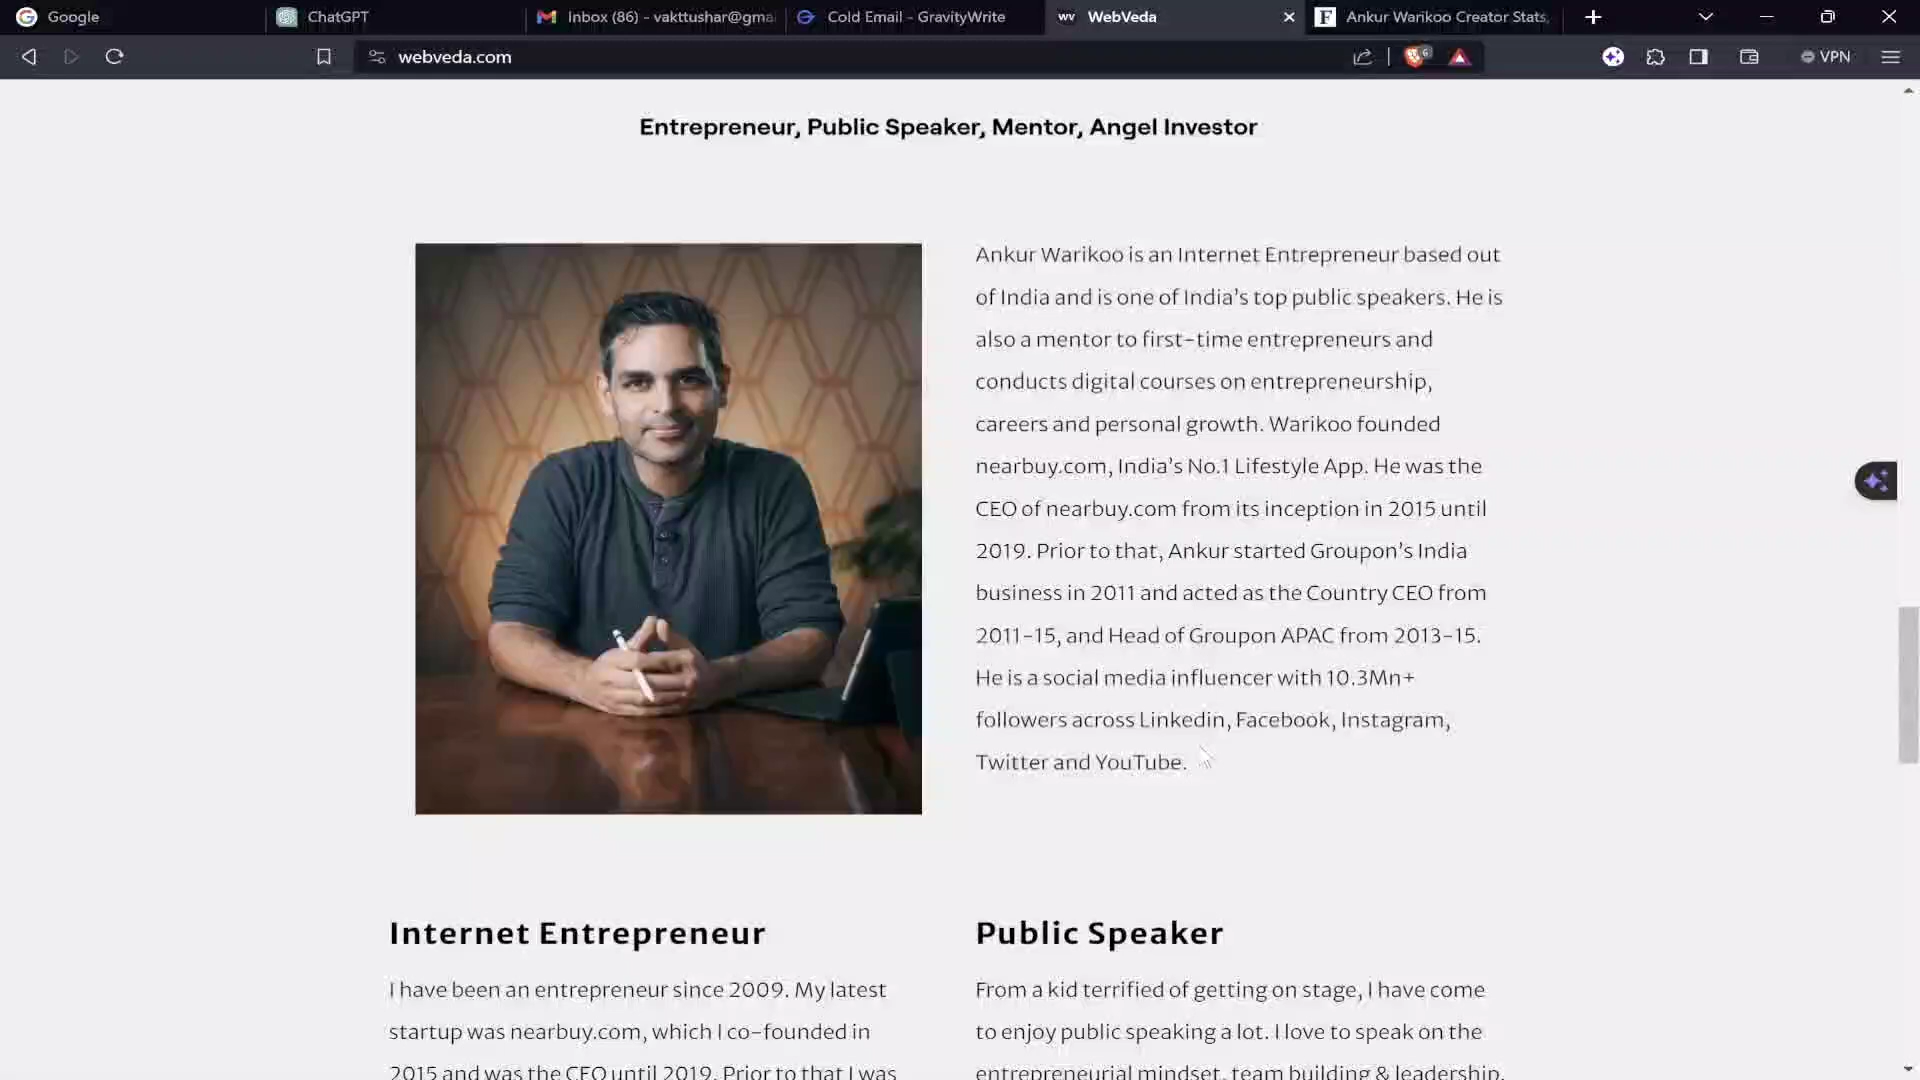 Google
ChatGPT
Inbox (86) - vakttushar@gma
Cold Email - GravityWrite
WV WebVeda
F Ankur Warikoo Creator Stats,
webveda.com
6
VPN
Entrepreneur, Public Speaker, Mentor, Angel Investor
Ankur Warikoo is an Internet Entrepreneur based out
of India and is one of India's top public speakers. He is
also a mentor to first-time entrepreneurs and
conducts digital courses on entrepreneurship,
careers and personal growth. Warikoo founded
nearbuy.com, India's No.1 Lifestyle App. He was the
CEO of nearbuy.com from its inception in 2015 until
2019. Prior to that, Ankur started Groupon's India
business in 2011 and acted as the Country CEO from
2011-15, and Head of Groupon APAC from 2013-15.
He is a social media influencer with 10.3Mn+
followers across Linkedin, Facebook, Instagram,
Twitter and YouTube.
Internet Entrepreneur
I have been an entrepreneur since 2009. My latest
startup was nearbuy.com, which I co-founded in
2015 and was the CEO until 2019. Prior to that I was
Public Speaker
From a kid terrified of getting on stage, I have come
to enjoy public speaking a lot. I love to speak on the
entrepreneurial mindset, team building & leadership,